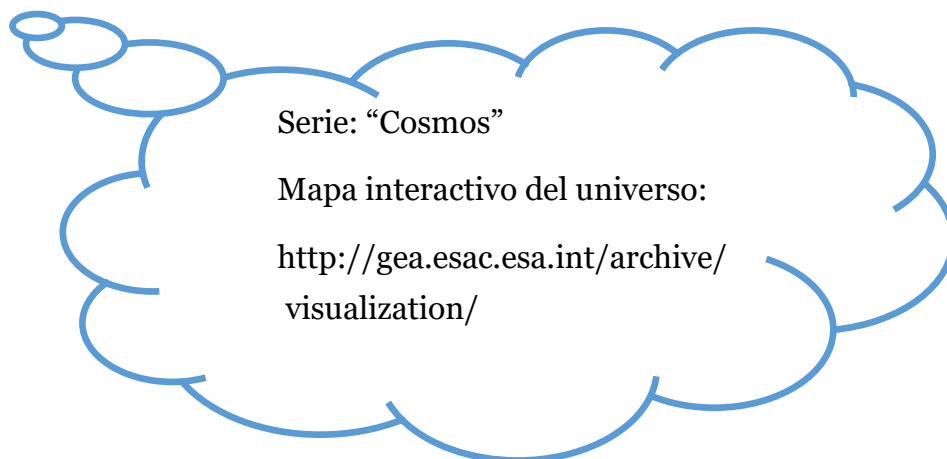 Serie: “Cosmos”
Mapa interactivo del universo:
http://gea.esac.esa.int/archive/
visualization/